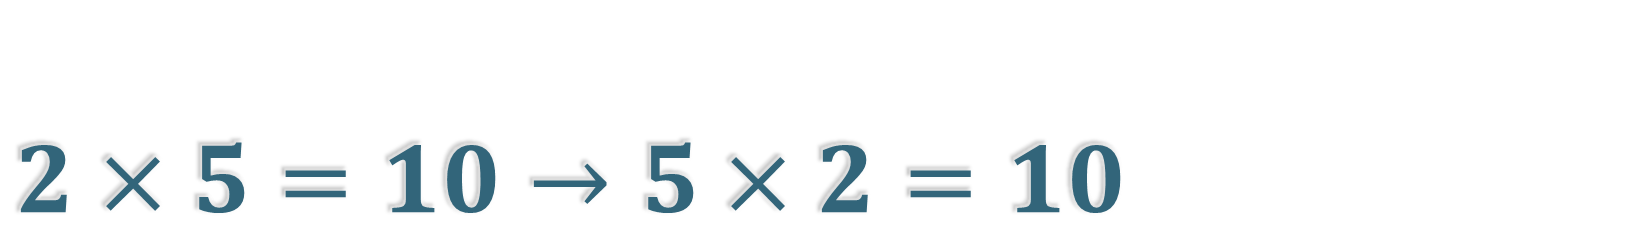 2 × 5 = 10 → 5 × 2 = 10